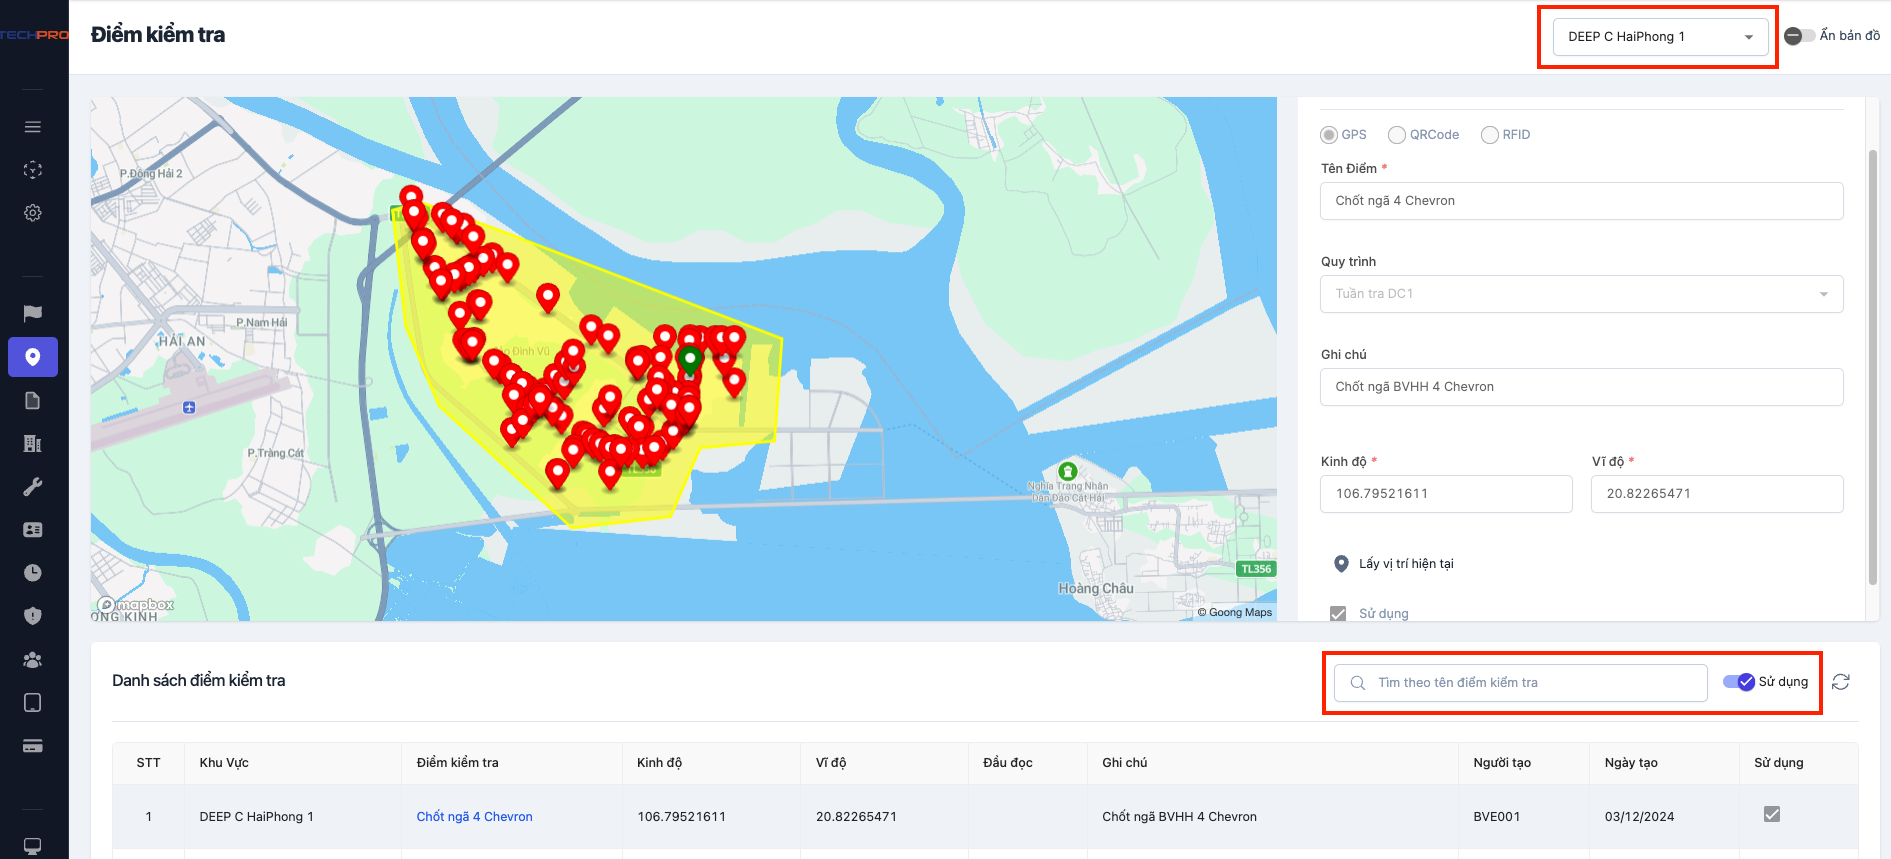 TECHPRO
Điểm kiểm tra
DEEP C HaiPhong 1
Ẩn bản đồ
P.Đông Hải 2
P.Nam Hải
HẢI AN
P.Tràng Cát
Nghĩa Trang Nhân
Dân Đảo Cát Hải
TL356
Hoàng Châu
mapbox
© Goong Maps
GPS
QRCode
RFID
Tên Điểm *
Chốt ngã 4 Chevron
Quy trình
Tuần tra DC1
Ghi chú
Chốt ngã BVHH 4 Chevron
Kinh độ *
Vĩ độ *
106.79521611
20.82265471
Lấy vị trí hiện tại
Sử dụng
Danh sách điểm kiểm tra
Tìm theo tên điểm kiểm tra
Sử dụng
STT
Khu Vực
Điểm kiểm tra
Kinh độ
Vĩ độ
Đầu đọc
Ghi chú
Người tạo
Ngày tạo
Sử dụng
1
DEEP C HaiPhong 1
Chốt ngã 4 Chevron
106.79521611
20.82265471
Chốt ngã BVHH 4 Chevron
BVE001
03/12/2024